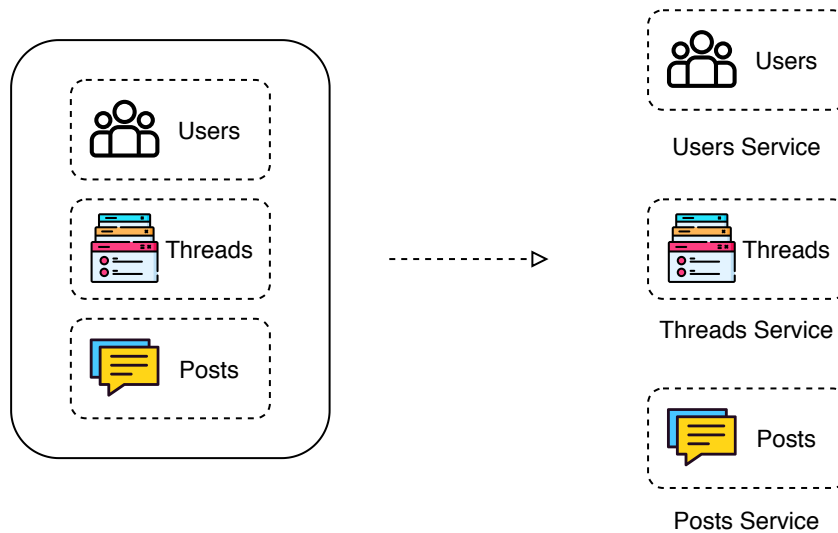 Users
Threads
Posts
Users
Users Service
Threads
Threads Service
Posts
Posts Service